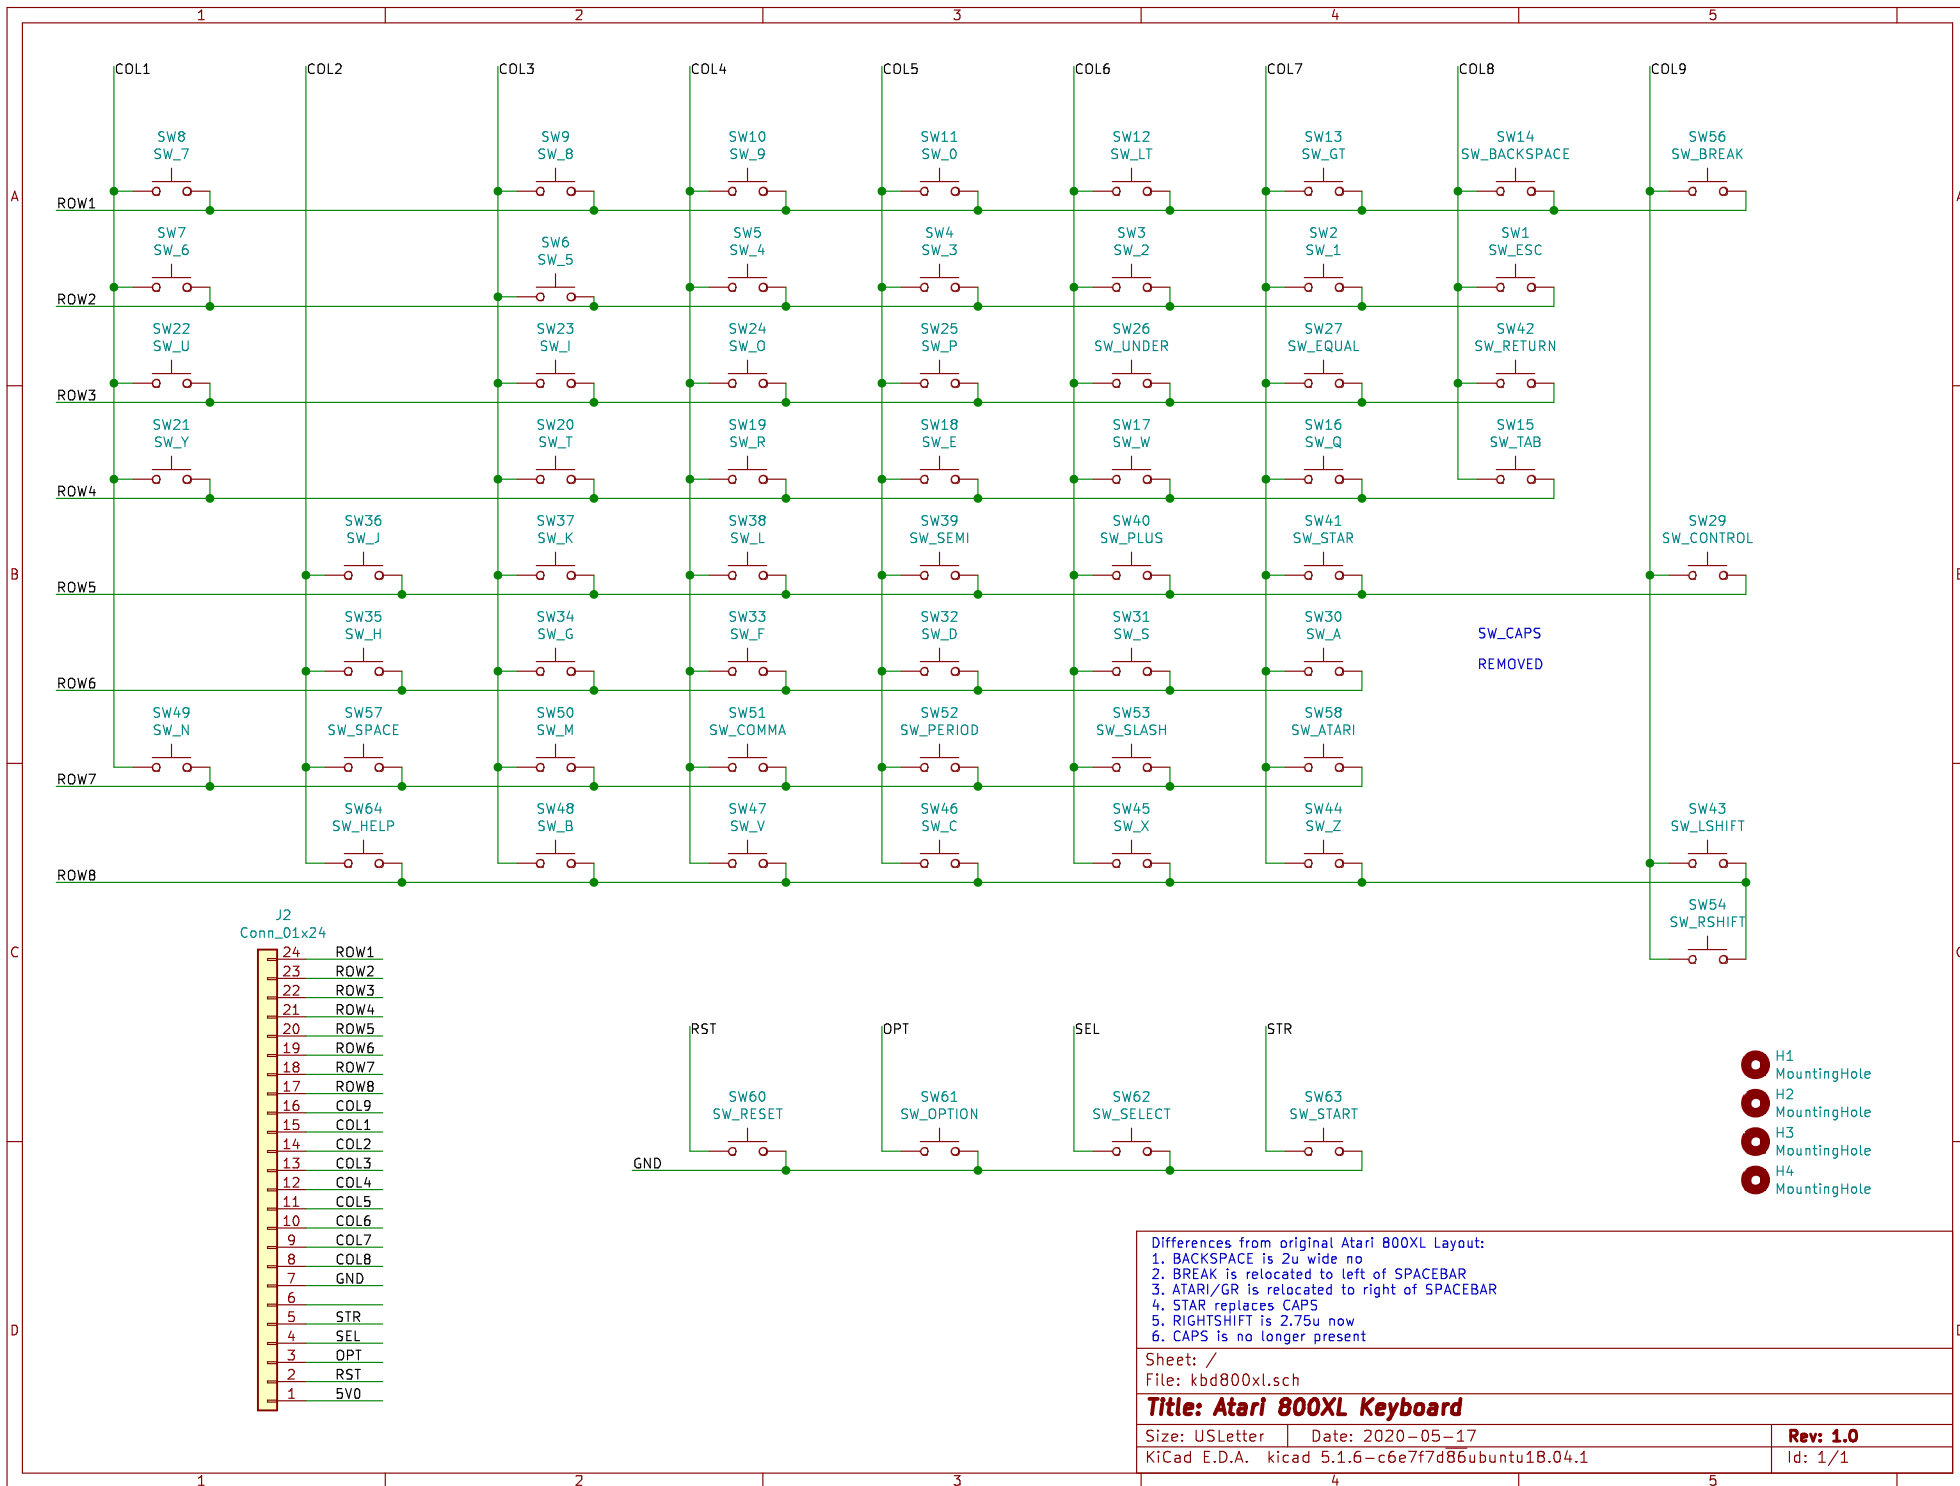 1 2 3 4 5
COL1 COL2 COL3 COL4 COL5 COL6 COL7 COL8 COL9
SW8 SW9 SW10 SW11 SW12 SW13 SW14 SW56
SW_7 SW_8 SW_9 SW_0 SW_LT SW_GT SW_BACKSPACE SW_BREAK
A
ROW1
SW7 SW6 SW5 SW4 SW3 SW2 SW1
SW_6 SW_5 SW_4 SW_3 SW_2 SW_1 SW_ESC
ROW2
SW22 SW23 SW24 SW25 SW26 SW27 SW42
SW_U SW_I SW_O SW_P SW_UNDER SW_EQUAL SW_RETURN
ROW3
SW21 SW20 SW19 SW18 SW17 SW16 SW15
SW_Y SW_T SW_R SW_E SW_W SW_Q SW_TAB
ROW4
SW36 SW37 SW38 SW39 SW40 SW41 SW29
SW_J SW_K SW_L SW_SEMI SW_PLUS SW_STAR SW_CONTROL
B
ROW5
SW35 SW34 SW33 SW32 SW31 SW30
SW_H SW_G SW_F SW_D SW_S SW_A SW_CAPS
REMOVED
ROW6
SW49 SW57 SW50 SW51 SW52 SW53 SW58
SW_N SW_SPACE SW_M SW_COMMA SW_PERIOD SW_SLASH SW_ATARI
ROW7
SW64 SW48 SW47 SW46 SW45 SW44 SW43
SW_HELP SW_B SW_V SW_C SW_X SW_Z SW_LSHIFT
ROW8
SW54
SW_RSHIFT
C
J2
Conn_01x24
24 ROW1
23 ROW2
22 ROW3
21 ROW4
20 ROW5
19 ROW6
18 ROW7
17 ROW8
16 COL9
15 COL1
14 COL2
13 COL3
12 COL4
11 COL5
10 COL6
9 COL7
8 COL8
7 GND
6
5 STR
4 SEL
3 OPT
2 RST
1 5V0
RST OPT SEL STR
SW60 SW61 SW62 SW63
SW_RESET SW_OPTION SW_SELECT SW_START
GND
H1
MountingHole
H2
MountingHole
H3
MountingHole
H4
MountingHole
D
Differences from original Atari 800XL Layout:
1. BACKSPACE is 2u wide no
2. BREAK is relocated to left of SPACEBAR
3. ATARI/GR is relocated to right of SPACEBAR
4. STAR replaces CAPS
5. RIGHTSHIFT is 2.75u now
6. CAPS is no longer present
Sheet: /
File: kbd800xl.sch
Title: Atari 800XL Keyboard
Size: USLetter Date: 2020-05-17 Rev: 1.0
KiCad E.D.A. kicad 5.1.6-c6e7f7d86ubuntu18.04.1 Id: 1/1
1 2 3 4 5